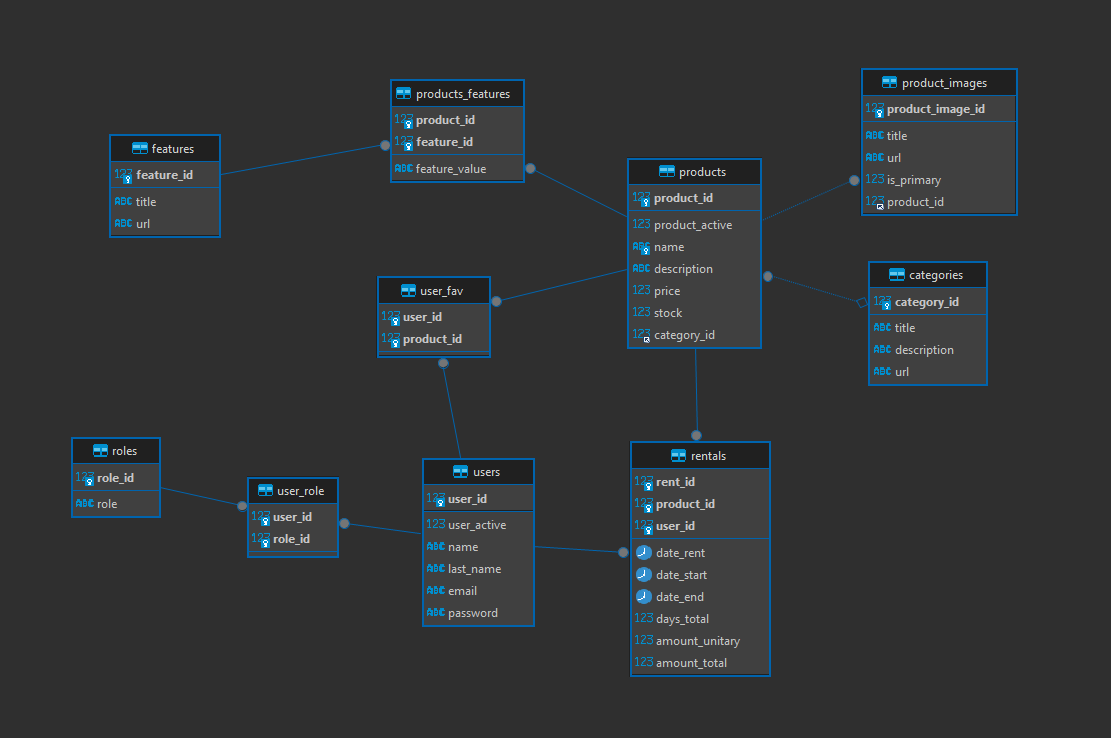 products_features
123 product_id
123 feature_id
ABC feature_value
product_images
123 product_image_id
ABC title
ABC url
123 is_primary
123 product_id
features
123 feature_id
ABC title
ABC url
products
123 product_id
123 product_active
ABC name
ABC description
123 price
123 stock
123 category_id
categories
123 category_id
ABC title
ABC description
ABC url
user_fav
123 user_id
123 product_id
roles
123 role_id
ABC role
user_role
123 user_id
123 role_id
users
123 user_id
123 user_active
ABC name
ABC last_name
ABC email
ABC password
rentals
123 rent_id
123 product_id
123 user_id
date_rent
date_start
date_end
123 days_total
123 amount_unitary
123 amount_total